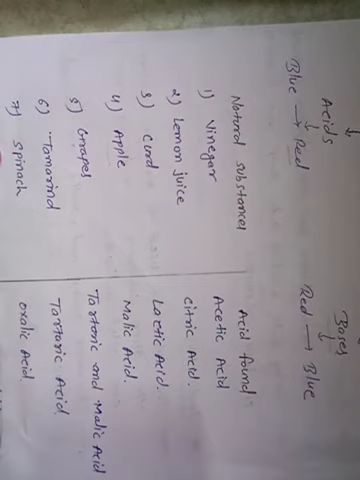 Acids Bases
↓ ↓
Blue → Red Red → Blue
Natural substances Acid found
1) Vinegar Acetic Acid
2) Lemon juice Citric Acid.
3) Curd Lactic Acid.
4) Apple Malic Acid.
5) Grapes Tartaric and Malic Acid
6) Tamarind Tartaric Acid.
7) Spinach Oxalic Acid.